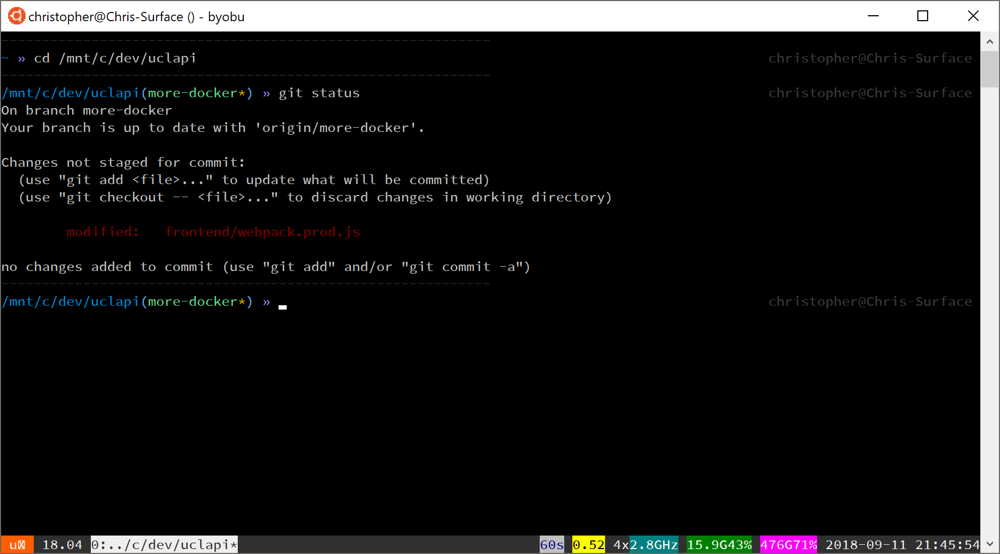 christopher@Chris-Surface () - byobu
------------------------------------------------------------
~ » cd /mnt/c/dev/uclapi christopher@Chris-Surface
------------------------------------------------------------
/mnt/c/dev/uclapi(more-docker*) » git status christopher@Chris-Surface
On branch more-docker
Your branch is up to date with 'origin/more-docker'.
Changes not staged for commit:
(use "git add <file>..." to update what will be committed)
(use "git checkout -- <file>..." to discard changes in working directory)
modified: frontend/webpack.prod.js
no changes added to commit (use "git add" and/or "git commit -a")
------------------------------------------------------------
/mnt/c/dev/uclapi(more-docker*) » christopher@Chris-Surface
u 18.04 0:../c/dev/uclapi* 60s 0.52 4x2.8GHz 15.9G43% 476G71% 2018-09-11 21:45:54